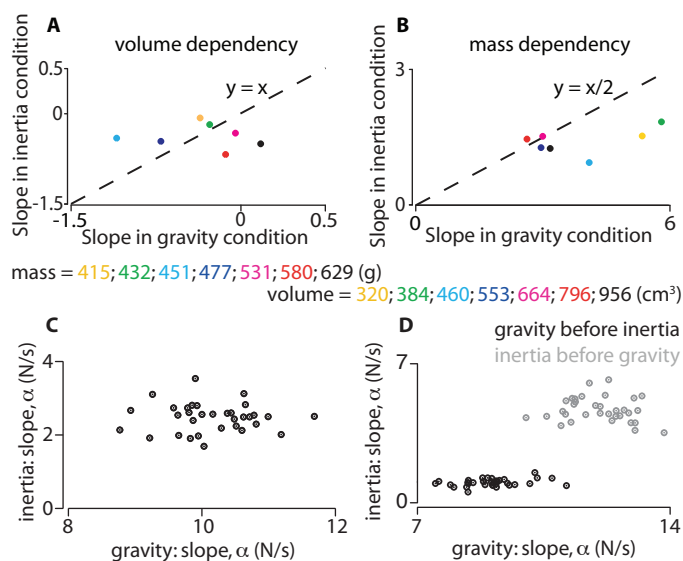 A
volume dependency
Slope in inertia condition
0.5
0
-1.5
y = x
-1.5
0
0.5
Slope in gravity condition
B
mass dependency
Slope in inertia condition
3
0
y = x/2
0
6
Slope in gravity condition
mass = 415;432;451;477;531;580;629 (g)
volume = 320;384;460;553;664;796;956 (cm³)
C
inertia: slope, α (N/s)
4
2
0
8
10
12
gravity: slope, α (N/s)
D
gravity before inertia
inertia before gravity
inertia: slope, α (N/s)
7
0
7
14
gravity: slope, α (N/s)